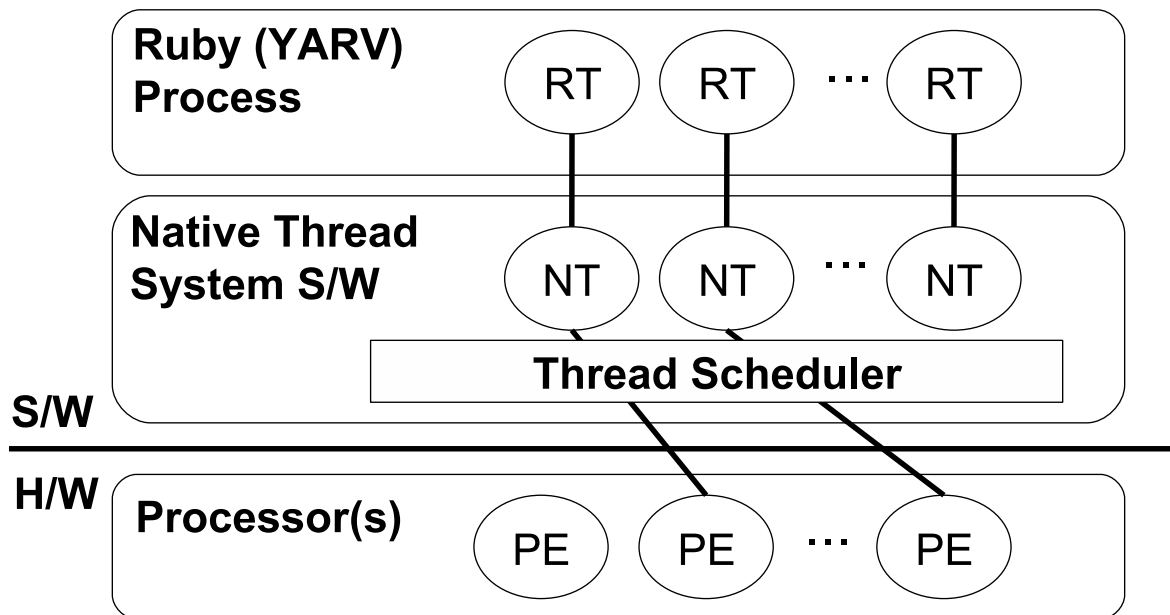 Ruby (YARV)
Process
RT RT ... RT
Native Thread
System S/W
NT NT ... NT
Thread Scheduler
S/W
H/W
Processor(s)
PE PE ... PE